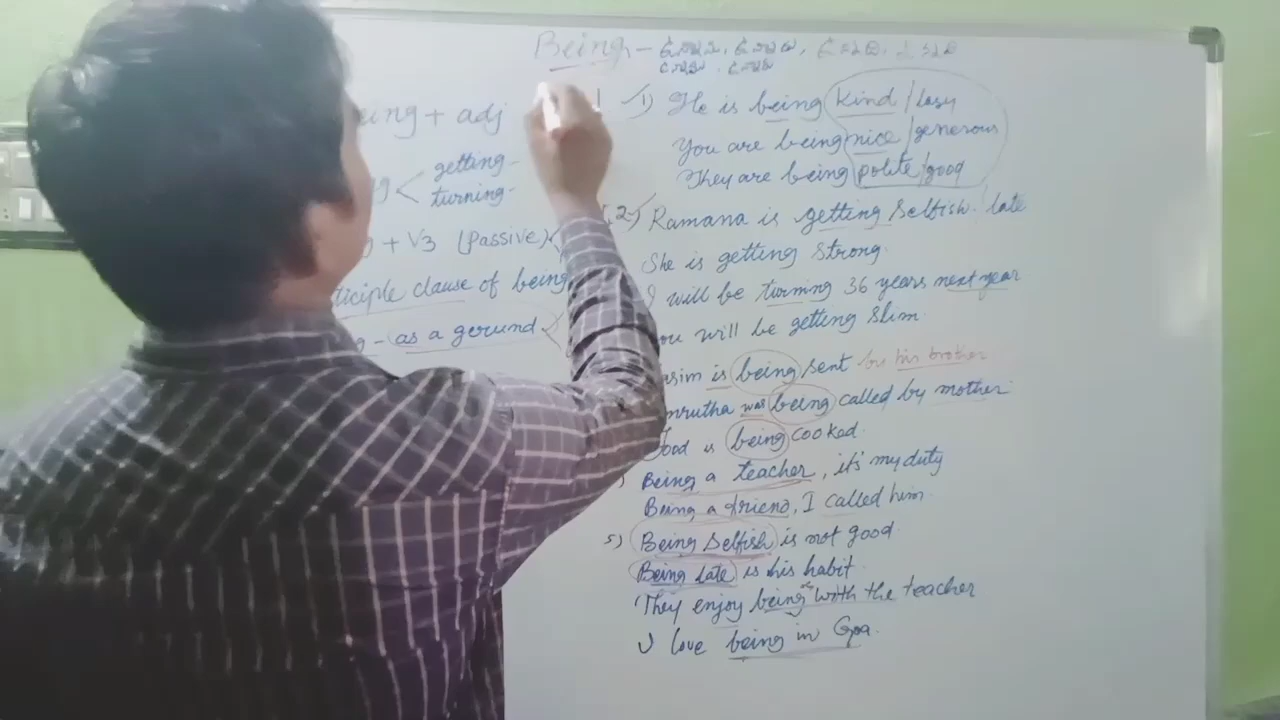 Being -
eing + adj
getting
turning
g + V3 (Passive)
ticiple clause of being
g - as a gerund
1) He is being kind / lasy
You are being nice / generous
They are being polite / good
2) Ramana is getting selfish / late
She is getting strong.
I will be turning 36 years next year
ou will be getting slim.
asim is being sent by his brother
mrutha was being called by mother
ood is being cooked.
Being a teacher, it's my duty
Being a friend, I called him.
5) Being selfish is not good
Being late is his habit.
They enjoy being with the teacher
I love being in Goa.